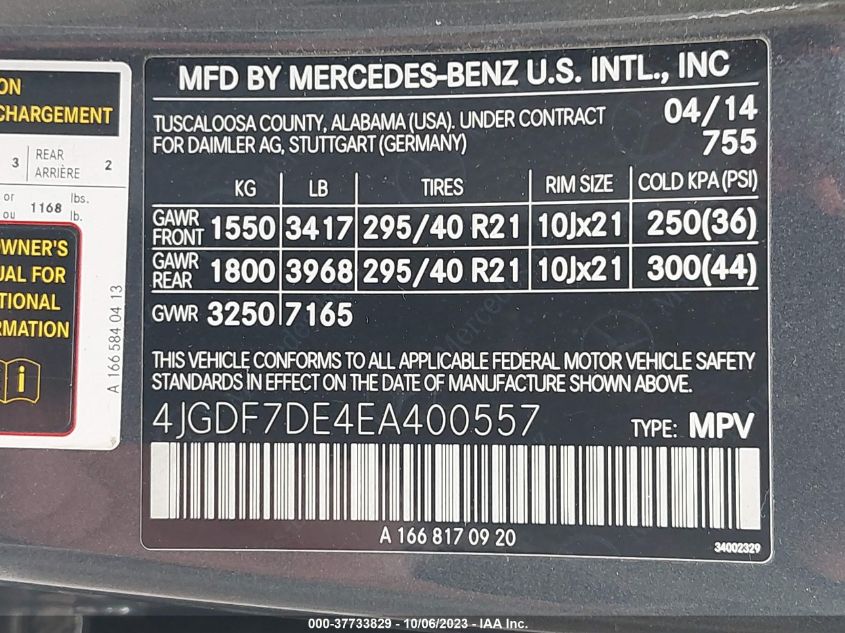 ON
CHARGEMENT
3 REAR ARRIÈRE 2
or ou 1168 lbs. lb.
WNER'S
UAL FOR
TIONAL
RMATION
i
A 166 584 04 13
MFD BY MERCEDES-BENZ U.S. INTL., INC
TUSCALOOSA COUNTY, ALABAMA (USA). UNDER CONTRACT 04/14
FOR DAIMLER AG, STUTTGART (GERMANY) 755
KG LB TIRES RIM SIZE COLD KPA (PSI)
GAWR FRONT 1550 3417 295/40 R21 10Jx21 250(36)
GAWR REAR 1800 3968 295/40 R21 10Jx21 300(44)
GVWR 3250 7165
THIS VEHICLE CONFORMS TO ALL APPLICABLE FEDERAL MOTOR VEHICLE SAFETY
STANDARDS IN EFFECT ON THE DATE OF MANUFACTURE SHOWN ABOVE.
4JGDF7DE4EA400557 TYPE: MPV
A 166 817 09 20
34002329
000-37733829 - 10/06/2023 - IAA Inc.